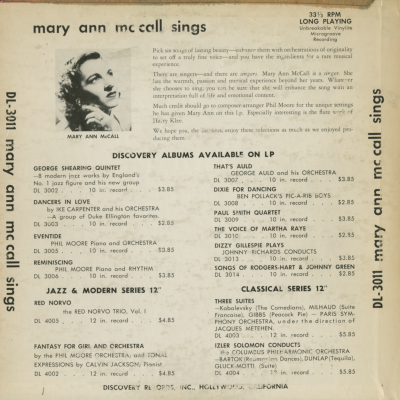 mary ann mc call sings
33⅓ RPM
LONG PLAYING
Unbreakable Vinylite
Microgroove
Recording
Pick six songs of lasting beauty—enhance them with orchestrations of originality
to set off a truly fine voice—and you have the ingredients for a rare musical
experience.
There are singers—and there are singers. Mary Ann McCall is a singer. She
has the warmth, passion and musical experience beyond her years. Whatever
she chooses to sing, you can be sure that she will enhance the song with an
interpretation full of life and emotional content.
Much credit should go to composer-arranger Phil Moore for the unique settings
he has given Mary Ann on this Lp. Especially interesting is the flute work of
Harry Klee.
We hope you, the listener, enjoy these selections as much as we enjoyed producing them.
MARY ANN McCALL
DL-3011 mary ann mc call sings
DL-3011 mary ann mc call sings
DISCOVERY ALBUMS AVAILABLE ON LP
GEORGE SHEARING QUINTET
—8 modern jazz works by England's
No. 1 jazz figure and his new group
DL 3002 . . 10 in. record . . $3.85
DANCERS IN LOVE
by IKE CARPENTER and his ORCHESTRA
—A group of Duke Ellington favorites.
DL 3003 . . 10 in. record . . $2.85
EVENTIDE
PHIL MOORE Piano and ORCHESTRA
DL 3005 . . 10 in. record . . $3.85
REMINISCING
PHIL MOORE Piano and RHYTHM
DL 3006 . . 10 in. record . . $3.85
JAZZ & MODERN SERIES 12"
RED NORVO
the RED NORVO TRIO, Vol. I
DL 4005 . . 12 in. record . . $4.85
FANTASY FOR GIRL AND ORCHESTRA
by the PHIL MOORE ORCHESTRA; and TONAL
EXPRESSIONS by CALVIN JACKSON, Pianist
DL 4002 . . 12 in. record . . $4.85
THAT'S AULD
GEORGE AULD and his ORCHESTRA
DL 3007 . . 10 in. record . . $3.85
DIXIE FOR DANCING
BEN POLLACK'S PIC-A-RIB BOYS
DL 3008 . . 10 in. record . . $2.85
PAUL SMITH QUARTET
DL 3009 . . 10 in. record . . $3.85
THE VOICE OF MARTHA RAYE
DL 3010 . . 10 in. record . . $2.85
DIZZY GILLESPIE PLAYS
JOHNNY RICHARDS CONDUCTS
DL 3013 . . 10 in. record . . $3.85
SONGS OF RODGERS-HART & JOHNNY GREEN
DL 3014 . . 10 in. record . . $2.85
CLASSICAL SERIES 12"
THREE SUITES
—Kabalevsky (The Comedians), MILHAUD (Suite
Francaise), GIBBS (Peacock Pie) — PARIS SYMPHONY ORCHESTRA, under the direction of
JACQUES METEHEN.
DL 4003 . . 12 in. record . . $5.85
IZLER SOLOMON CONDUCTS
the COLUMBUS PHILHARMONIC ORCHESTRA
—BARTOK (Roumanian Dances), DUNLAP (Tequila),
GLUCK-MOTTL (Suite)
DL 4004 . . 12 in. record . . $5.85
DISCOVERY RECORDS, INC., HOLLYWOOD, CALIFORNIA